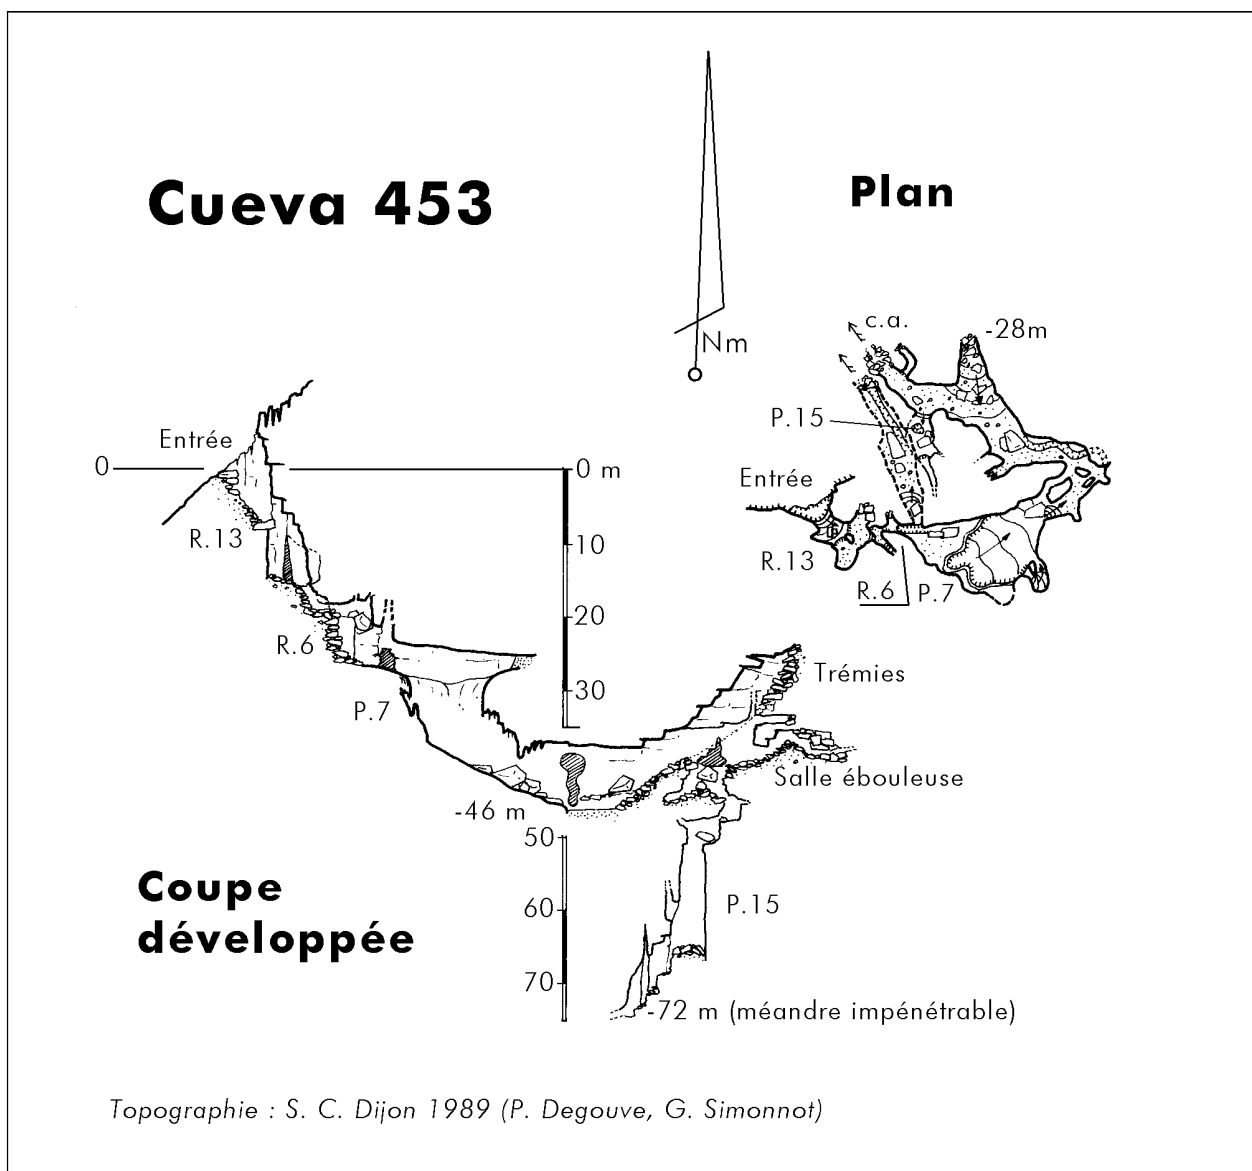 Cueva 453
Plan
Nm
c.a.
-28m
P.15
Entrée
R.13
R.6
P.7
Entrée
0
0 m
R.13
10
20
R.6
30
P.7
Trémies
Salle ébouleuse
-46 m
50
60
70
P.15
-72 m (méandre impénétrable)
Coupe
développée
Topographie : S. C. Dijon 1989 (P. Degouve, G. Simonnot)